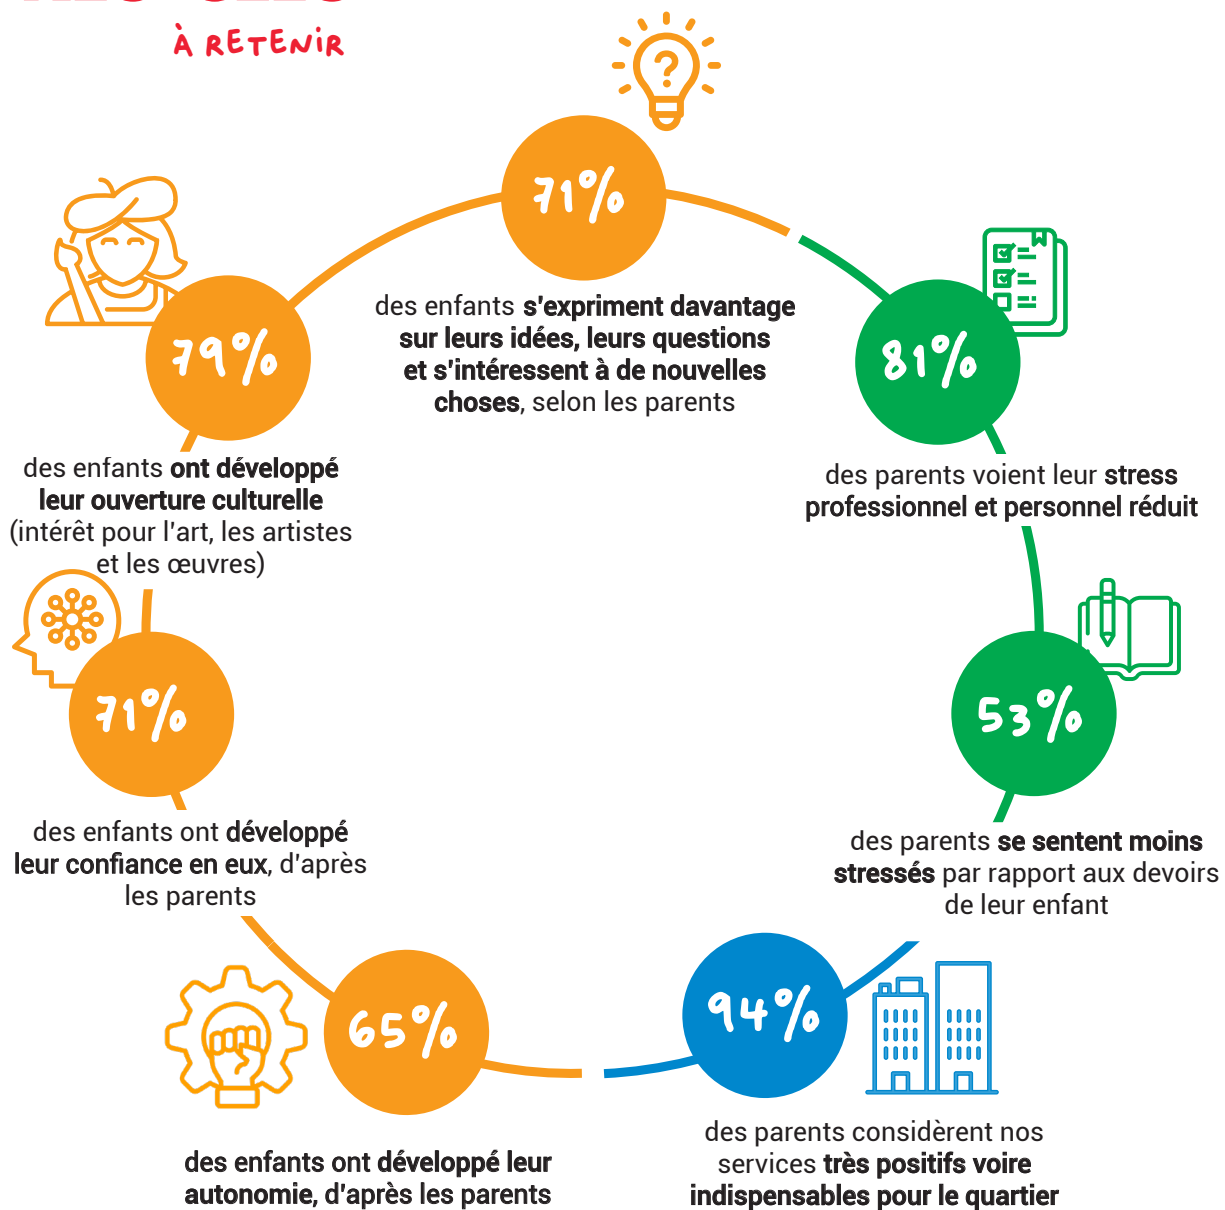 À RETENIR
71%
des enfants s'expriment davantage
sur leurs idées, leurs questions
et s'intéressent à de nouvelles
choses, selon les parents
79%
des enfants ont développé
leur ouverture culturelle
(intérêt pour l'art, les artistes
et les œuvres)
81%
des parents voient leur stress
professionnel et personnel réduit
71%
des enfants ont développé
leur confiance en eux, d'après
les parents
53%
des parents se sentent moins
stressés par rapport aux devoirs
de leur enfant
65%
des enfants ont développé leur
autonomie, d'après les parents
94%
des parents considèrent nos
services très positifs voire
indispensables pour le quartier